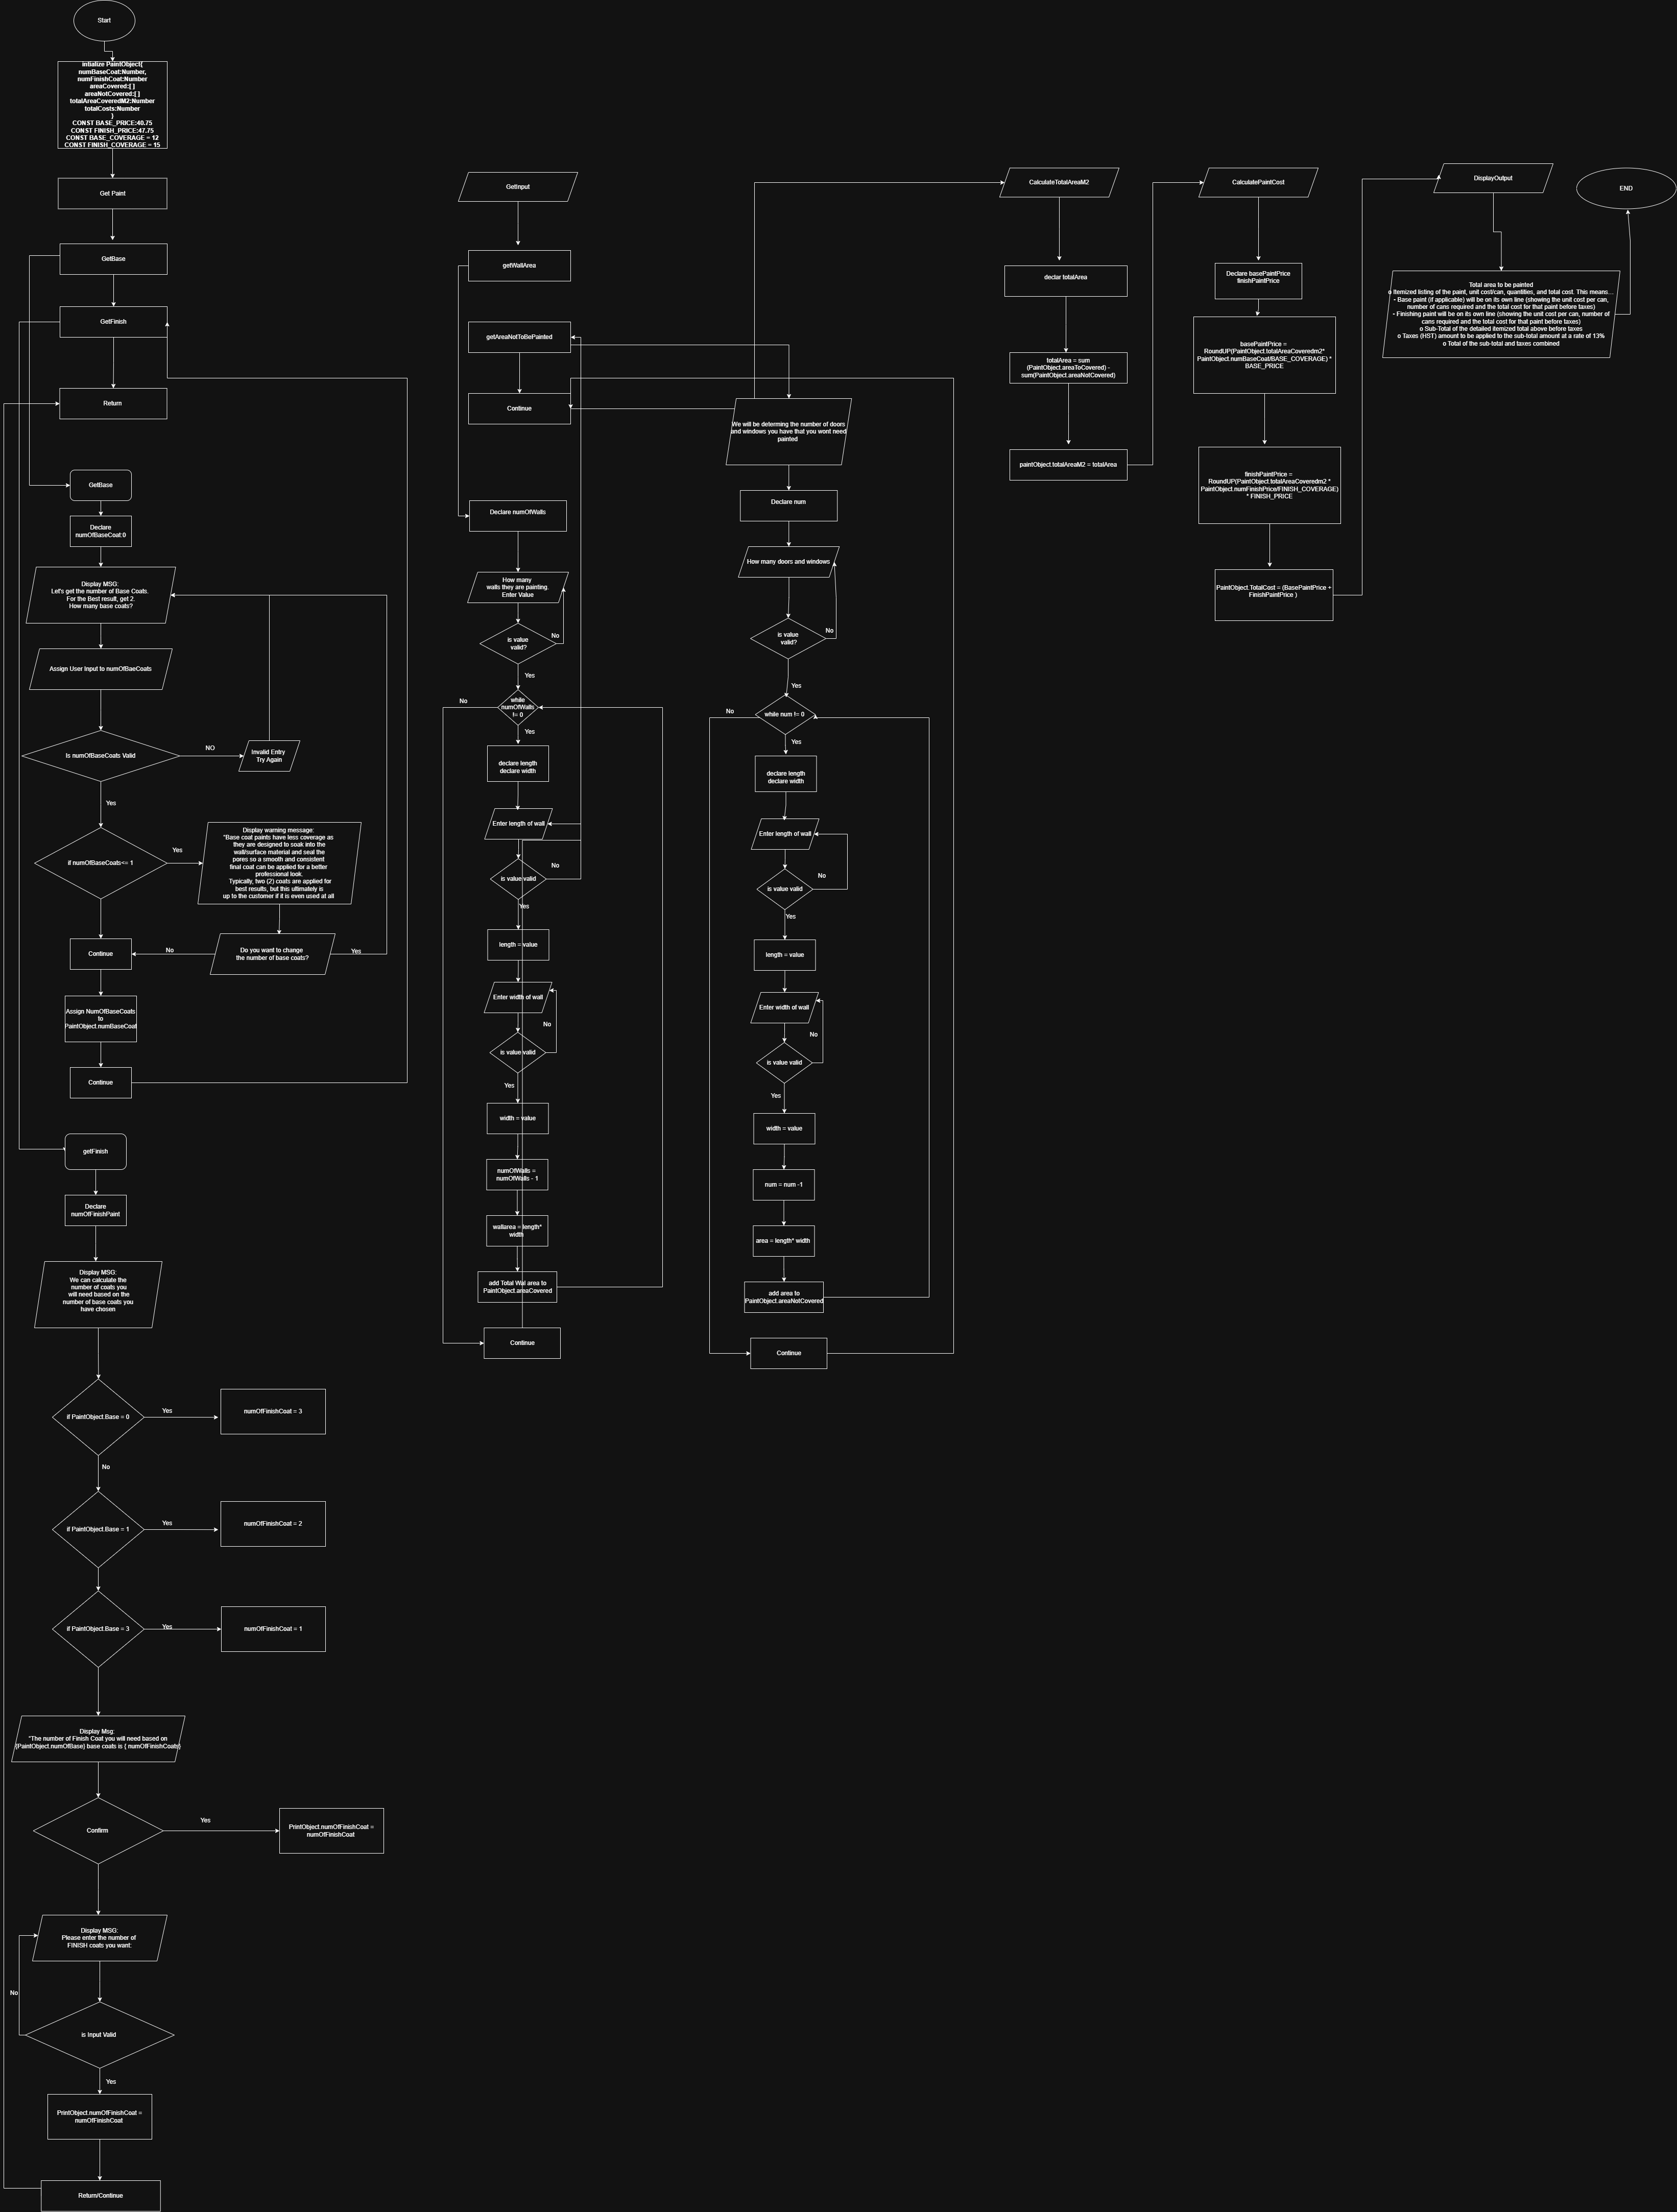 Start
intialize PaintObject{
numBaseCoat:Number,
numFinishCoat:Number
areaCovered:[ ]
areaNotCovered:[ ]
totalAreaCoveredM2:Number
totalCosts:Number
}
CONST BASE_PRICE:40.75
CONST FINISH_PRICE:47.75
CONST BASE_COVERAGE = 12
CONST FINISH_COVERAGE = 15
Get Paint
GetBase
GetFinish
Return
GetBase
Declare
numOfBaseCoat:0
Display MSG:
Let's get the number of Base Coats.
For the Best result, get 2.
How many base coats?
Assign User Input to numOfBaeCoats
Is numOfBaseCoats Valid
NO
Invalid Entry
Try Again
Yes
if numOfBaseCoats<= 1
Yes
Display warning message:
"Base coat paints have less coverage as
they are designed to soak into the
wall/surface material and seal the
pores so a smooth and consistent
final coat can be applied for a better
professional look.
Typically, two (2) coats are applied for
best results, but this ultimately is
up to the customer if it is even used at all
Do you want to change
the number of base coats?
No
Yes
Continue
Assign NumOfBaseCoats
to
PaintObject.numBaseCoat
Continue
getFinish
Declare
numOfFinishPaint
Display MSG:
We can calculate the
number of coats you
will need based on the
number of base coats you
have chosen
if PaintObject.Base = 0
Yes
numOfFinishCoat = 3
No
if PaintObject.Base = 1
Yes
numOfFinishCoat = 2
if PaintObject.Base = 3
Yes
numOfFinishCoat = 1
Display Msg:
"The number of Finish Coat you will need based on
{PaintObject.numOfBase} base coats is { numOfFinishCoats}
Confirm
Yes
PrintObject.numOfFinishCoat =
numOfFinishCoat
Display MSG:
Please enter the number of
FINISH coats you want:
No
is Input Valid
Yes
PrintObject.numOfFinishCoat =
numOfFinishCoat
Return/Continue
GetInput
getWallArea
getAreaNotToBePainted
Continue
Declare numOfWalls
How many
walls they are painting.
Enter Value
is value
valid?
No
Yes
while
numOfWalls
!= 0
No
Yes
declare length
declare width
Enter length of wall
is value valid
No
Yes
length = value
Enter width of wall
No
is value valid
Yes
width = value
numOfWalls =
numOfWalls - 1
wallarea = length*
width
add Total Wal area to
PaintObject.areaCovered
Continue
We will be determing the number of doors
and windows you have that you wont need
painted
Declare num
How many doors and windows
is value
valid?
No
Yes
while num != 0
No
Yes
declare length
declare width
Enter length of wall
is value valid
No
Yes
length = value
Enter width of wall
No
is value valid
Yes
width = value
num = num -1
area = length* width
add area to
PaintObject.areaNotCovered
Continue
CalculateTotalAreaM2
declar totalArea
totalArea = sum
(PaintObject.areaToCovered) -
sum(PaintObject.areaNotCovered)
paintObject.totalAreaM2 = totalArea
CalculatePaintCost
Declare basePaintPrice
finishPaintPrice
basePaintPrice =
RoundUP(PaintObject.totalAreaCoveredm2*
PaintObject.numBaseCoat/BASE_COVERAGE) *
BASE_PRICE
finishPaintPrice =
RoundUP(PaintObject.totalAreaCoveredm2 *
PaintObject.numFinishPrice/FINISH_COVERAGE)
* FINISH_PRICE
PaintObject.TotalCost = (BasePaintPrice +
FinishPaintPrice )
DisplayOutput
Total area to be painted
o Itemized listing of the paint, unit cost/can, quantities, and total cost. This means…
- Base paint (if applicable) will be on its own line (showing the unit cost per can,
number of cans required and the total cost for that paint before taxes)
- Finishing paint will be on its own line (showing the unit cost per can, number of
cans required and the total cost for that paint before taxes)
o Sub-Total of the detailed itemized total above before taxes
o Taxes (HST) amount to be applied to the sub-total amount at a rate of 13%
o Total of the sub-total and taxes combined
END